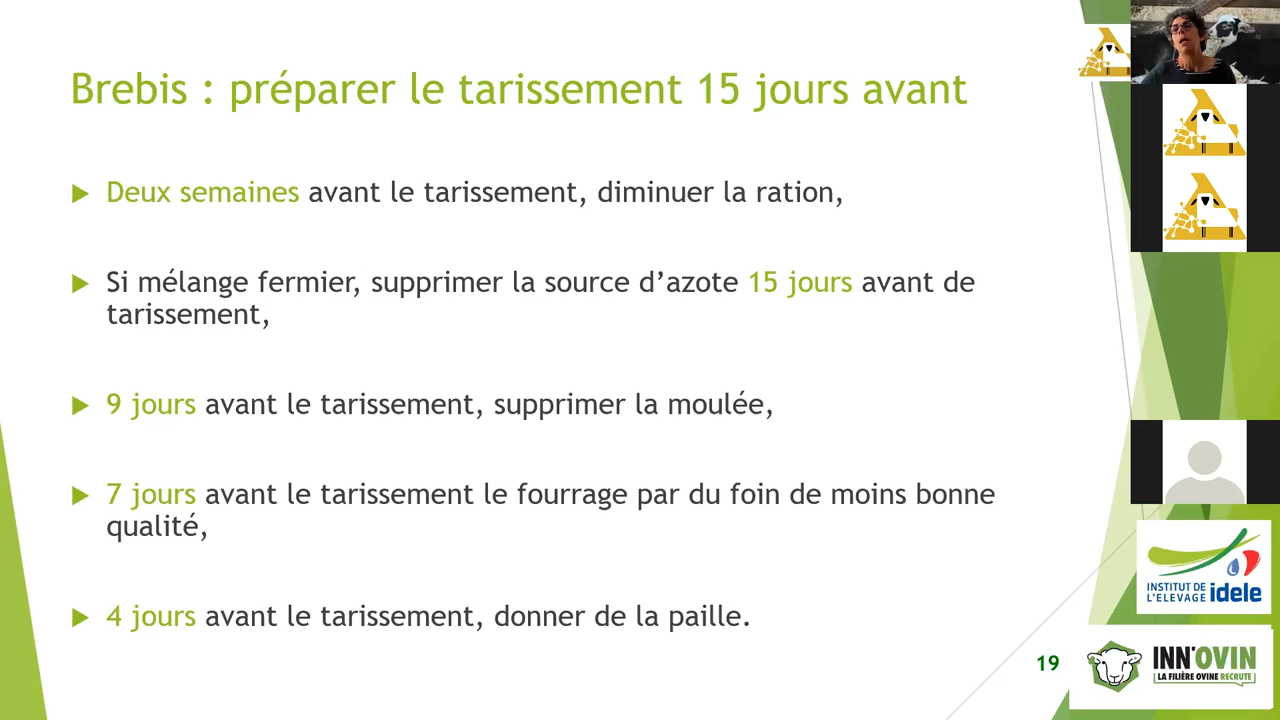 Brebis : préparer le tarissement 15 jours avant
Deux semaines avant le tarissement, diminuer la ration,
Si mélange fermier, supprimer la source d’azote 15 jours avant de
tarissement,
9 jours avant le tarissement, supprimer la moulée,
7 jours avant le tarissement le fourrage par du foin de moins bonne
qualité,
4 jours avant le tarissement, donner de la paille.
19
INSTITUT DE
L'ELEVAGE idele
INN'OVIN
LA FILIÈRE OVINE RECRUTE